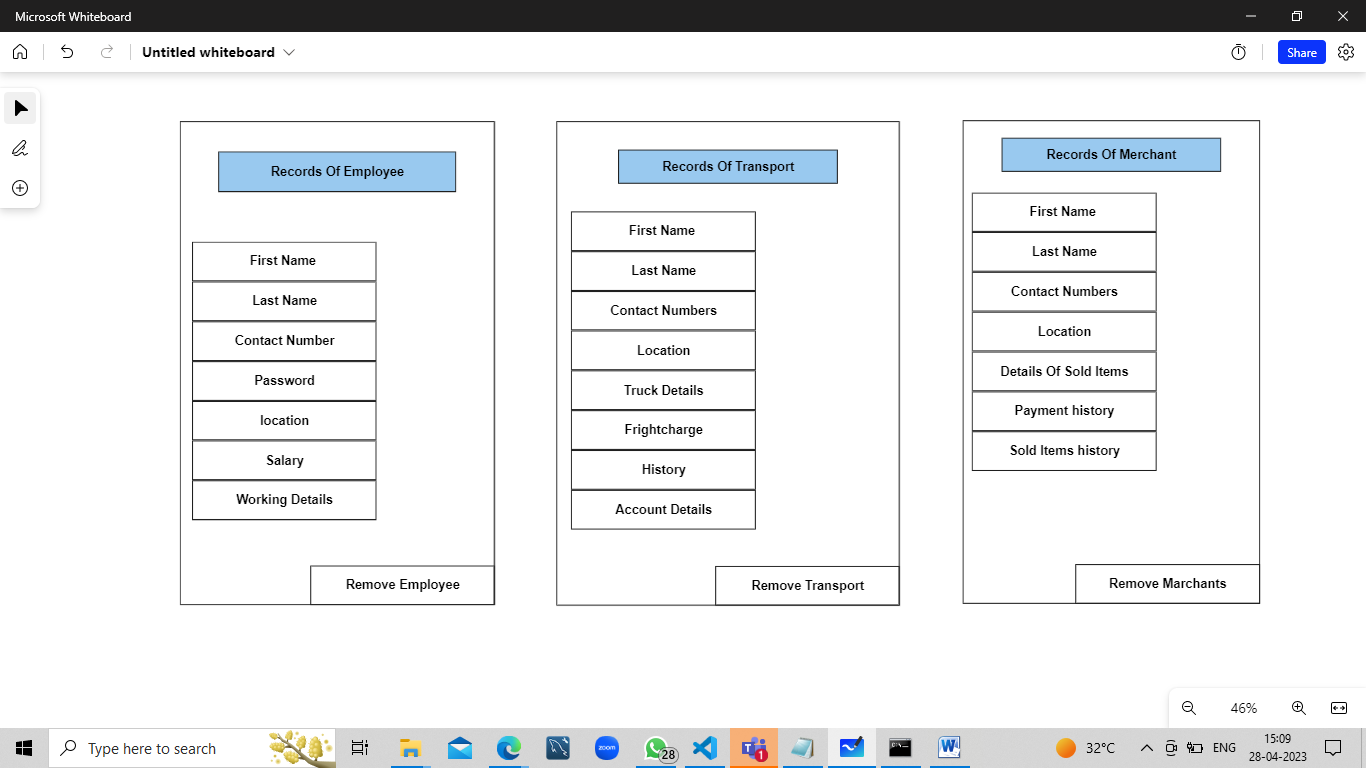 Microsoft Whiteboard
Untitled whiteboard
Share
Records Of Employee
First Name
Last Name
Contact Number
Password
location
Salary
Working Details
Remove Employee
Records Of Transport
First Name
Last Name
Contact Numbers
Location
Truck Details
Frightcharge
History
Account Details
Remove Transport
Records Of Merchant
First Name
Last Name
Contact Numbers
Location
Details Of Sold Items
Payment history
Sold Items history
Remove Marchants
46%
Type here to search
zoom
28
1
W
32°C
ENG
15:09
28-04-2023